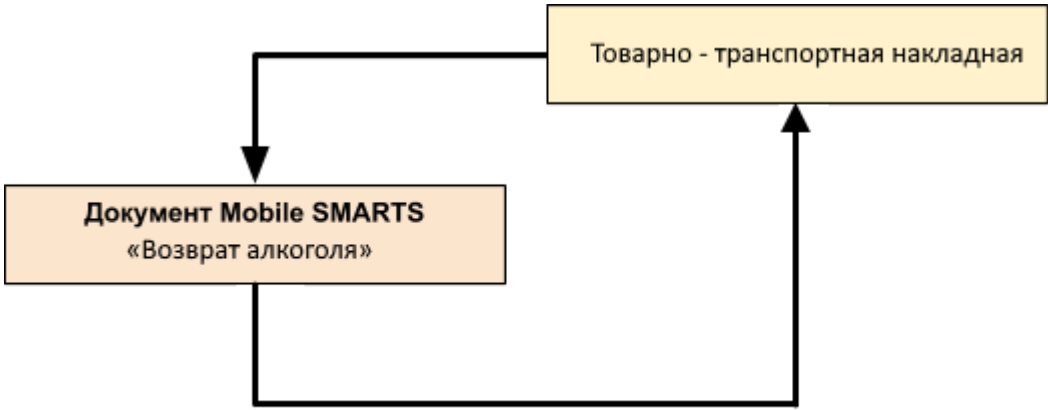 Товарно - транспортная накладная
Документ Mobile SMARTS
«Возврат алкоголя»